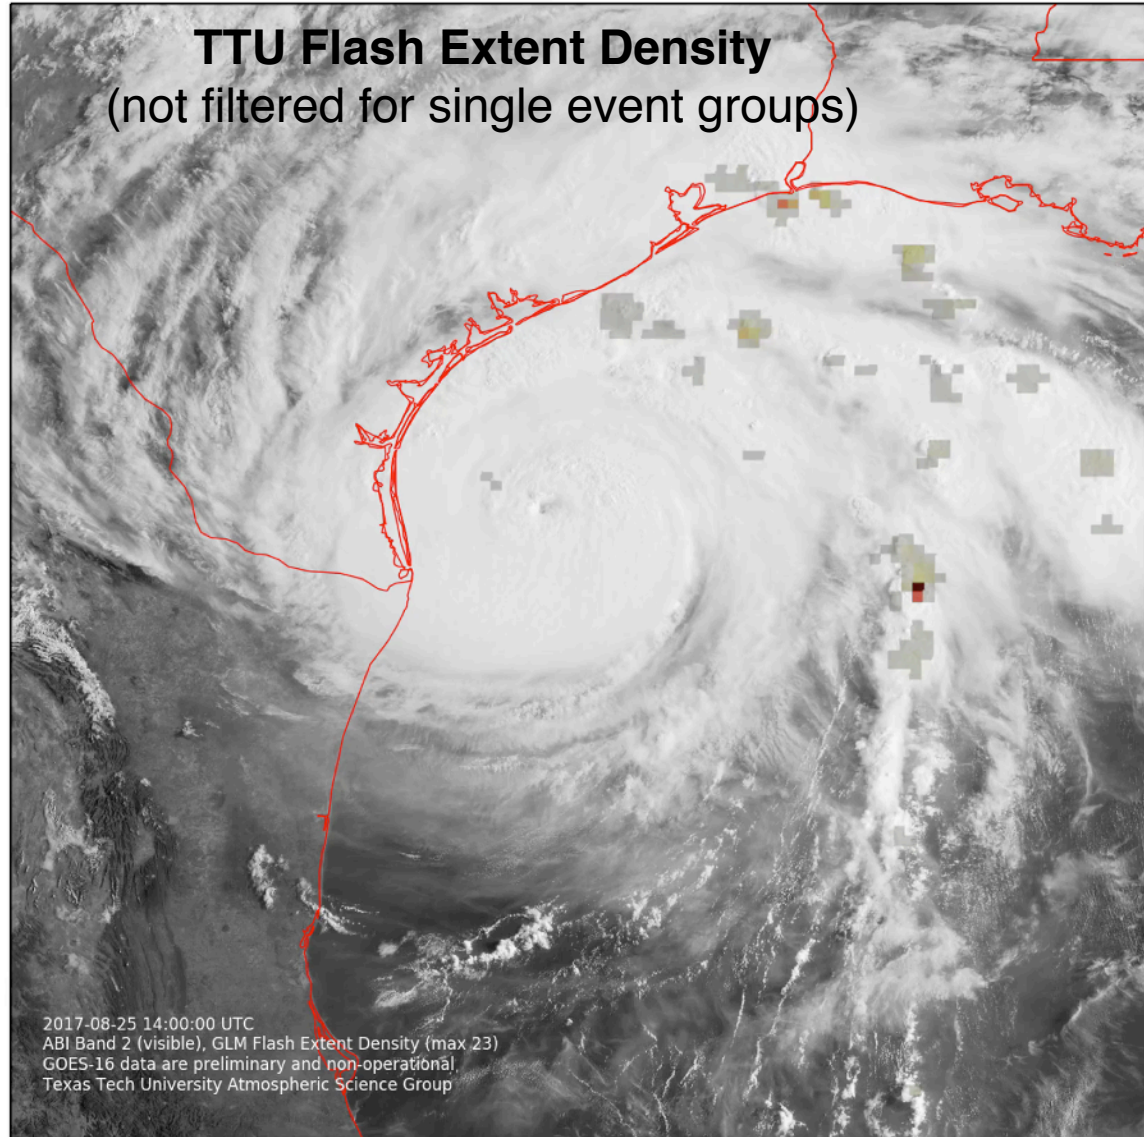 TTU Flash Extent Density
(not filtered for single event groups)
2017-08-25 14:00:00 UTC
ABI Band 2 (visible), GLM Flash Extent Density (max 23)
GOES-16 data are preliminary and non-operational
Texas Tech University Atmospheric Science Group